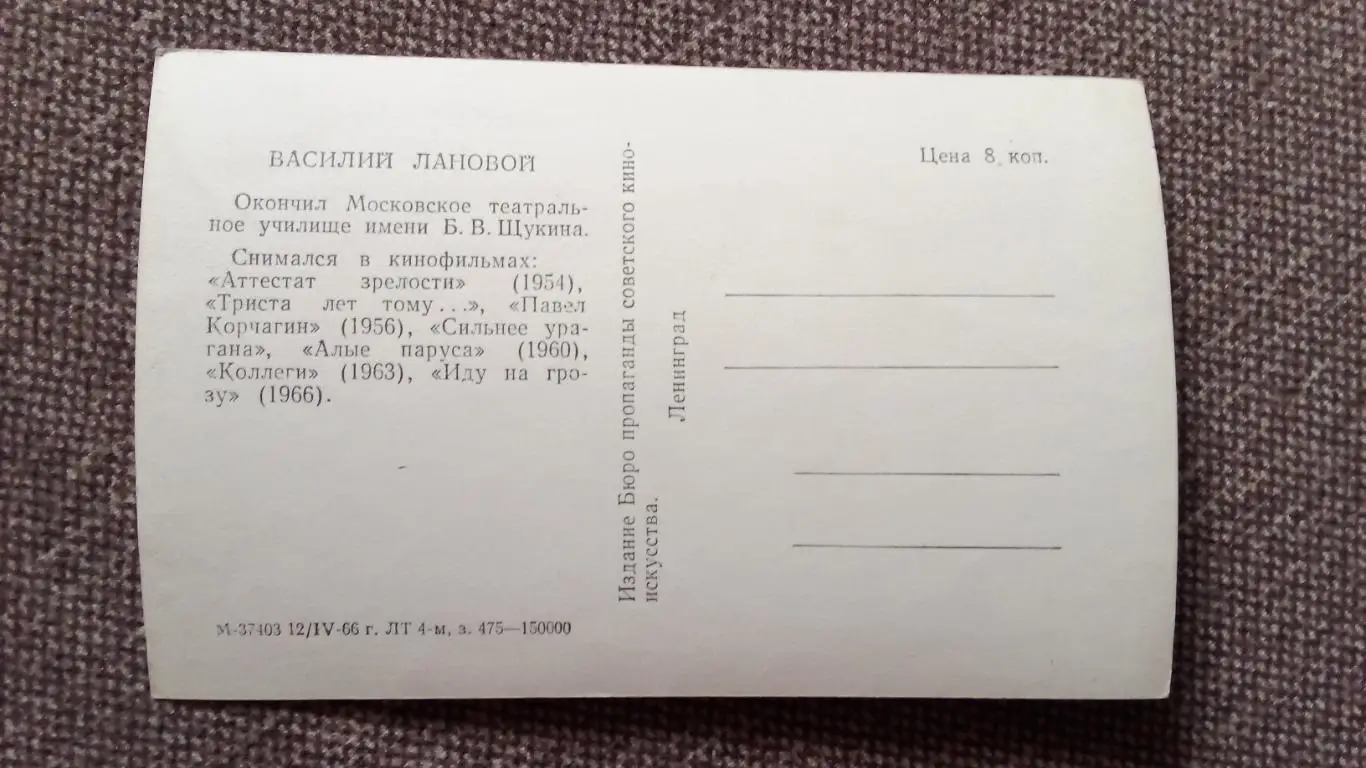 ВАСИЛИЙ ЛАНОВОЙ
Окончил Московское театраль-
ное училище имени Б. В. Щукина.
Снимался в кинофильмах:
«Аттестат зрелости» (1954),
«Триста лет тому...», «Павел
Корчагин» (1956), «Сильнее ура-
гана», «Алые паруса» (1960),
«Коллеги» (1963), «Иду на гро-
зу» (1966).
М-37403 12/IV-66 г. ЛТ 4-м, з. 475—150000
Издание Бюро пропаганды советского кино-
искусства.
Ленинград
Цена 8 коп.